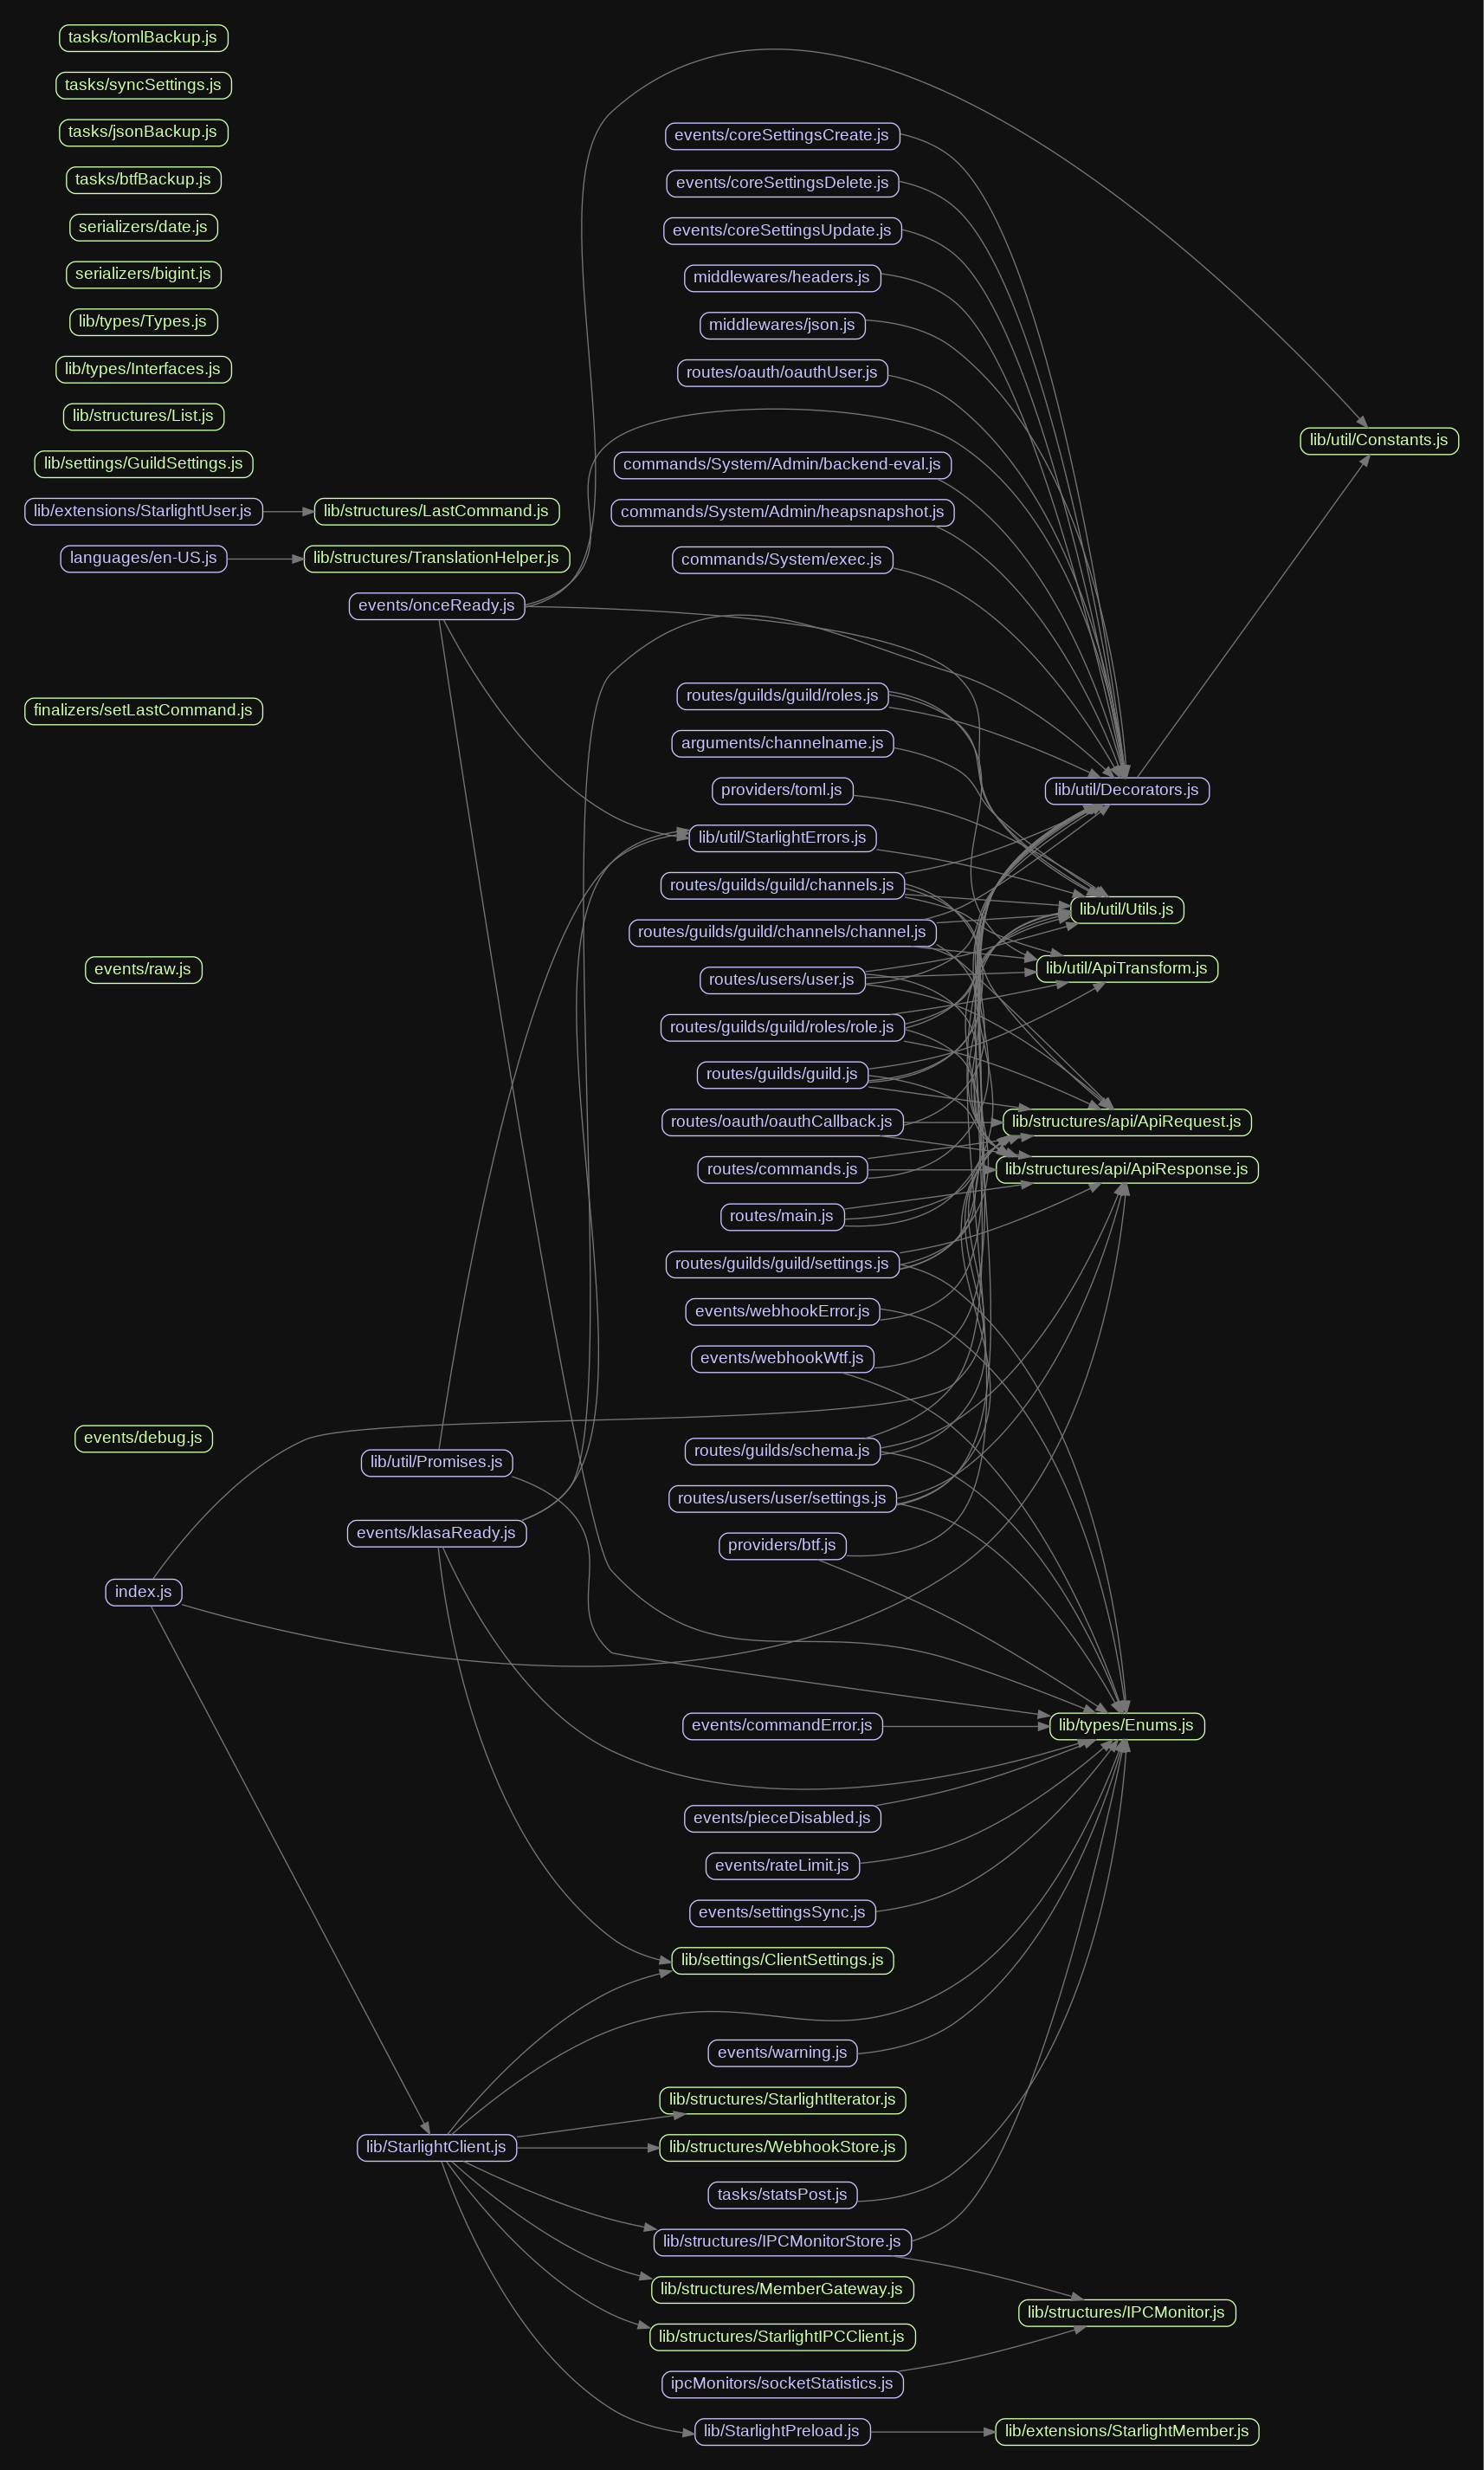 tasks/tomlBackup.js
tasks/syncSettings.js
tasks/jsonBackup.js
tasks/btfBackup.js
serializers/date.js
serializers/bigint.js
lib/types/Types.js
lib/types/Interfaces.js
lib/structures/List.js
lib/settings/GuildSettings.js
lib/extensions/StarlightUser.js
languages/en-US.js
finalizers/setLastCommand.js
events/raw.js
events/debug.js
index.js
lib/structures/LastCommand.js
lib/structures/TranslationHelper.js
events/onceReady.js
lib/util/Promises.js
events/klasaReady.js
lib/StarlightClient.js
events/coreSettingsCreate.js
events/coreSettingsDelete.js
events/coreSettingsUpdate.js
middlewares/headers.js
middlewares/json.js
routes/oauth/oauthUser.js
commands/System/Admin/backend-eval.js
commands/System/Admin/heapsnapshot.js
commands/System/exec.js
routes/guilds/guild/roles.js
arguments/channelname.js
providers/toml.js
lib/util/StarlightErrors.js
routes/guilds/guild/channels.js
routes/guilds/guild/channels/channel.js
routes/users/user.js
routes/guilds/guild/roles/role.js
routes/guilds/guild.js
routes/oauth/oauthCallback.js
routes/commands.js
routes/main.js
routes/guilds/guild/settings.js
events/webhookError.js
events/webhookWtf.js
routes/guilds/schema.js
routes/users/user/settings.js
providers/btf.js
events/commandError.js
events/pieceDisabled.js
events/rateLimit.js
events/settingsSync.js
lib/settings/ClientSettings.js
events/warning.js
lib/structures/StarlightIterator.js
lib/structures/WebhookStore.js
tasks/statsPost.js
lib/structures/IPCMonitorStore.js
lib/structures/MemberGateway.js
lib/structures/StarlightIPCClient.js
ipcMonitors/socketStatistics.js
lib/StarlightPreload.js
lib/util/Decorators.js
lib/util/Utils.js
lib/util/ApiTransform.js
lib/structures/api/ApiRequest.js
lib/structures/api/ApiResponse.js
lib/types/Enums.js
lib/structures/IPCMonitor.js
lib/extensions/StarlightMember.js
lib/util/Constants.js